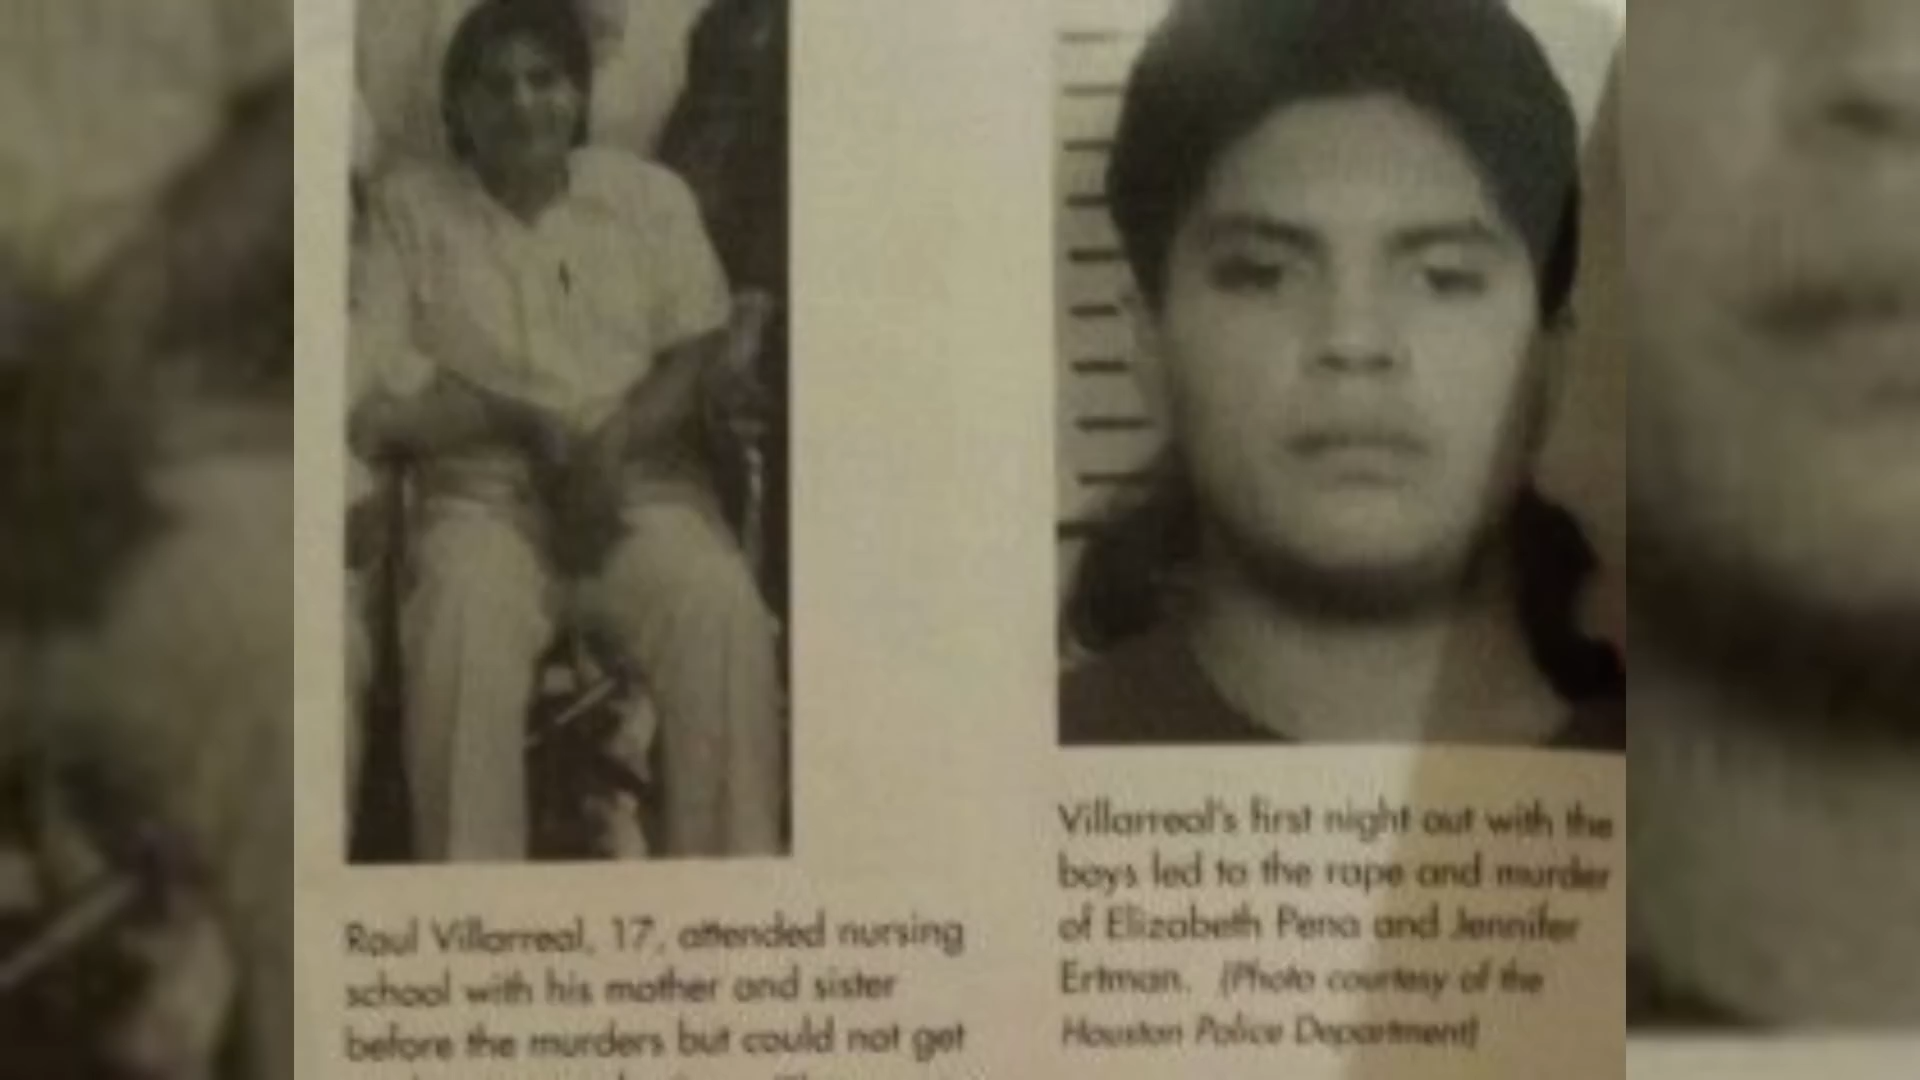 Raul Villarreal, 17, attended nursing
school with his mother and sister
before the murders but could not get
Villarreal's first night out with the
boys led to the rape and murder
of Elizabeth Pena and Jennifer
Ertman. (Photo courtesy of the
Houston Police Department)